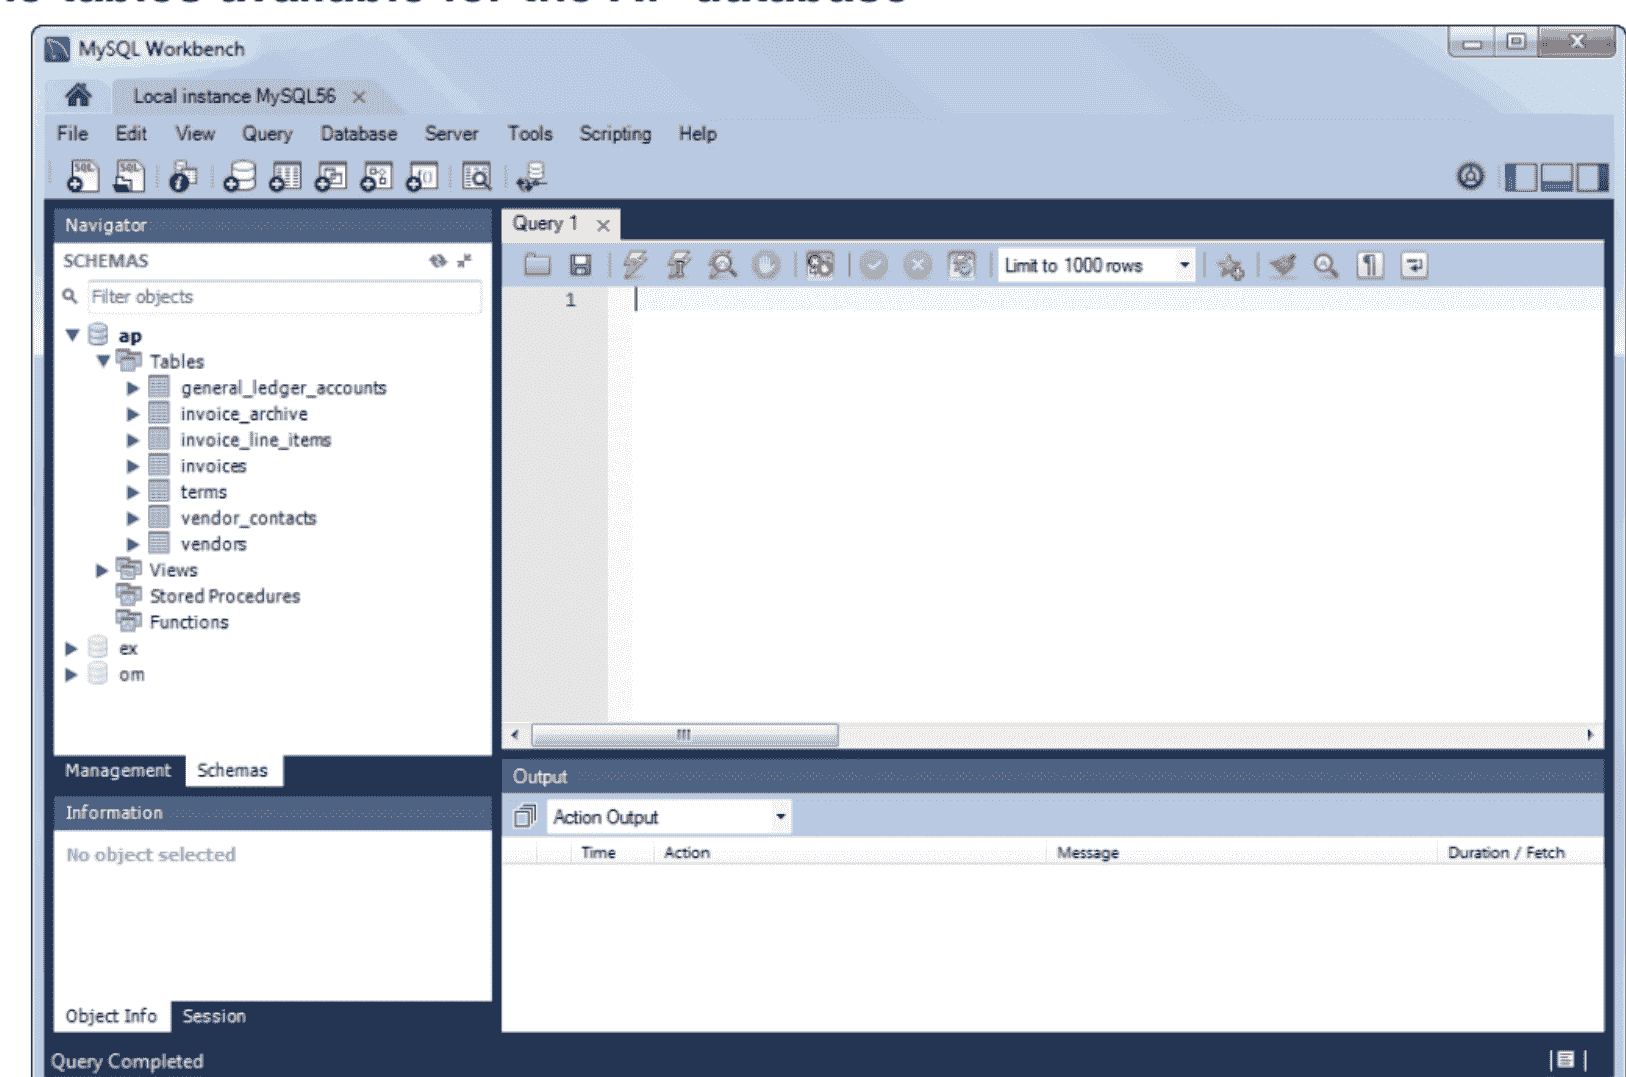 MySQL Workbench
Local instance MySQL56
File Edit View Query Database Server Tools Scripting Help
SQL SQL
Navigator
SCHEMAS
Filter objects
ap
Tables
general_ledger_accounts
invoice_archive
invoice_line_items
invoices
terms
vendor_contacts
vendors
Views
Stored Procedures
Functions
ex
om
Management Schemas
Information
No object selected
Object Info Session
Query 1
Limit to 1000 rows
1
Output
Action Output
Time Action Message Duration / Fetch
Query Completed